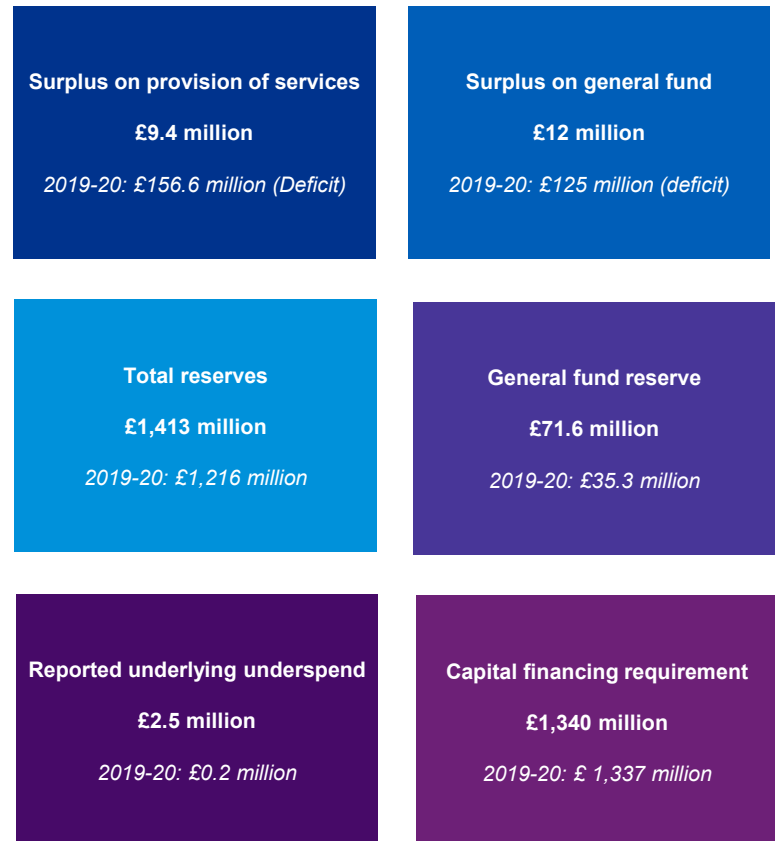 Surplus on provision of services
£9.4 million
2019-20: £156.6 million (Deficit)
Surplus on general fund
£12 million
2019-20: £125 million (deficit)
Total reserves
£1,413 million
2019-20: £1,216 million
General fund reserve
£71.6 million
2019-20: £35.3 million
Reported underlying underspend
£2.5 million
2019-20: £0.2 million
Capital financing requirement
£1,340 million
2019-20: £ 1,337 million